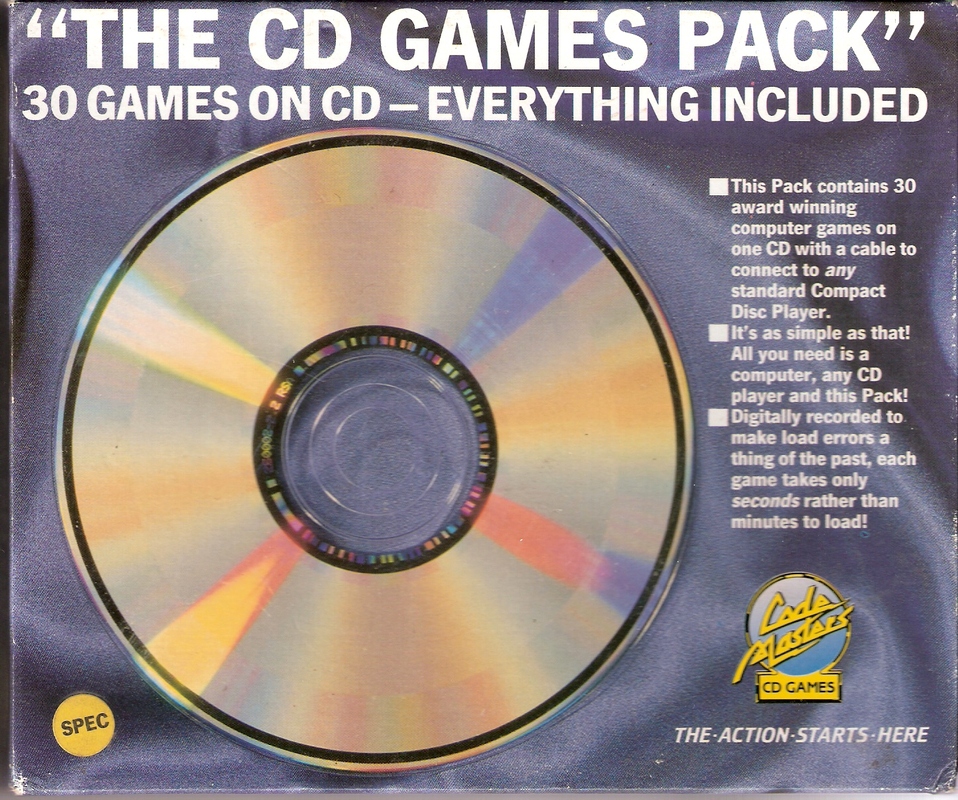 “THE CD GAMES PACK”
30 GAMES ON CD – EVERYTHING INCLUDED
This Pack contains 30
award winning
computer games on
one CD with a cable to
connect to any
standard Compact
Disc Player.
It's as simple as that!
All you need is a
computer, any CD
player and this Pack!
Digitally recorded to
make load errors a
thing of the past, each
game takes only
seconds rather than
minutes to load!
Code
Masters
CD GAMES
SPEC
THE·ACTION·STARTS·HERE